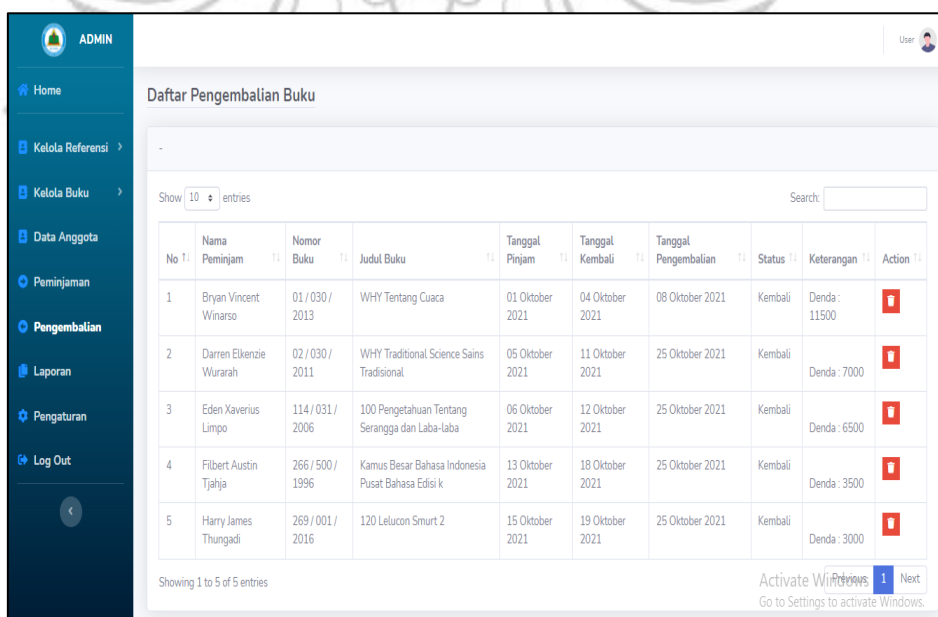 ADMIN
User
Home
Daftar Pengembalian Buku
Kelola Referensi
-
Kelola Buku
Show 10 entries
Search:
Data Anggota
Peminjaman
Pengembalian
Laporan
Pengaturan
Log Out
No
Nama
Peminjam
Nomor
Buku
Judul Buku
Tanggal
Pinjam
Tanggal
Kembali
Tanggal
Pengembalian
Status
Keterangan
Action
1
Bryan Vincent
Winarso
01 / 030 /
2013
WHY Tentang Cuaca
01 Oktober
2021
04 Oktober
2021
08 Oktober 2021
Kembali
Denda :
11500
2
Darren Elkenzie
Wurarah
02 / 030 /
2011
WHY Traditional Science Sains
Tradisional
05 Oktober
2021
11 Oktober
2021
25 Oktober 2021
Kembali
Denda : 7000
3
Eden Xaverius
Limpo
114 / 031 /
2006
100 Pengetahuan Tentang
Serangga dan Laba-laba
06 Oktober
2021
12 Oktober
2021
25 Oktober 2021
Kembali
Denda : 6500
4
Filbert Austin
Tjahja
266 / 500 /
1996
Kamus Besar Bahasa Indonesia
Pusat Bahasa Edisi k
13 Oktober
2021
18 Oktober
2021
25 Oktober 2021
Kembali
Denda : 3500
5
Harry James
Thungadi
269 / 001 /
2016
120 Lelucon Smurt 2
15 Oktober
2021
19 Oktober
2021
25 Oktober 2021
Kembali
Denda : 3000
Showing 1 to 5 of 5 entries
Previous 1 Next
Activate Windows
Go to Settings to activate Windows.